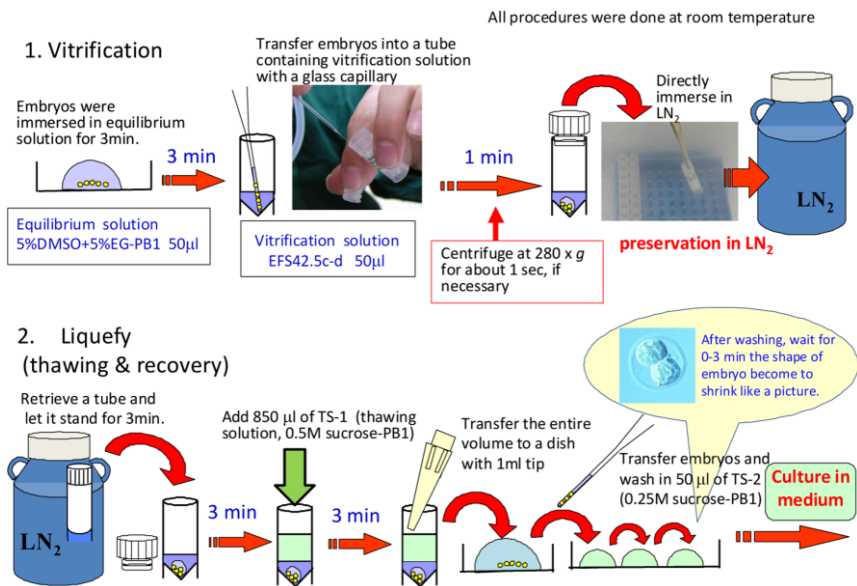 All procedures were done at room temperature
1. Vitrification
Embryos were
immersed in equilibrium
solution for 3min.
3 min
Equilibrium solution
5%DMSO+5%EG-PB1 50μl
Transfer embryos into a tube
containing vitrification solution
with a glass capillary
Vitrification solution
EFS42.5c-d 50μl
1 min
Centrifuge at 280 x g
for about 1 sec, if
necessary
Directly
immerse in
LN2
preservation in LN2
LN2
2. Liquefy
(thawing & recovery)
Retrieve a tube and
let it stand for 3min.
LN2
3 min
Add 850 μl of TS-1 (thawing
solution, 0.5M sucrose-PB1)
3 min
Transfer the entire
volume to a dish
with 1ml tip
After washing, wait for
0-3 min the shape of
embryo become to
shrink like a picture.
Transfer embryos and
wash in 50 μl of TS-2
(0.25M sucrose-PB1)
Culture in
medium